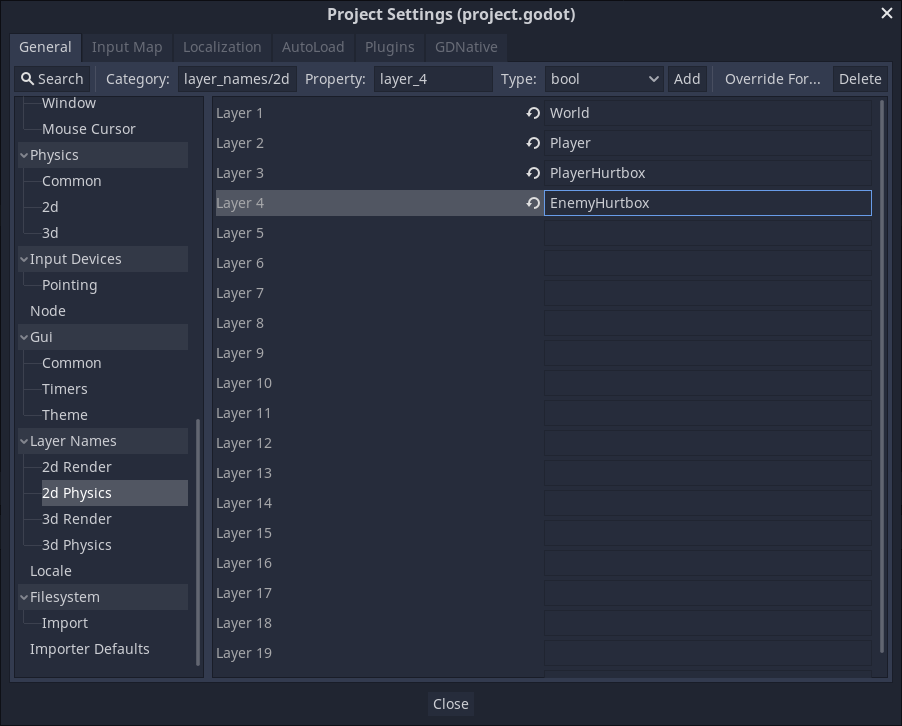 Project Settings (project.godot)
General Input Map Localization AutoLoad Plugins GDNative
Search Category: layer_names/2d Property: layer_4 Type: bool Add Override For... Delete
Window
Mouse Cursor
Physics
Common
2d
3d
Input Devices
Pointing
Node
Gui
Common
Timers
Theme
Layer Names
2d Render
2d Physics
3d Render
3d Physics
Locale
Filesystem
Import
Importer Defaults
Layer 1 World
Layer 2 Player
Layer 3 PlayerHurtbox
Layer 4 EnemyHurtbox
Layer 5
Layer 6
Layer 7
Layer 8
Layer 9
Layer 10
Layer 11
Layer 12
Layer 13
Layer 14
Layer 15
Layer 16
Layer 17
Layer 18
Layer 19
Close